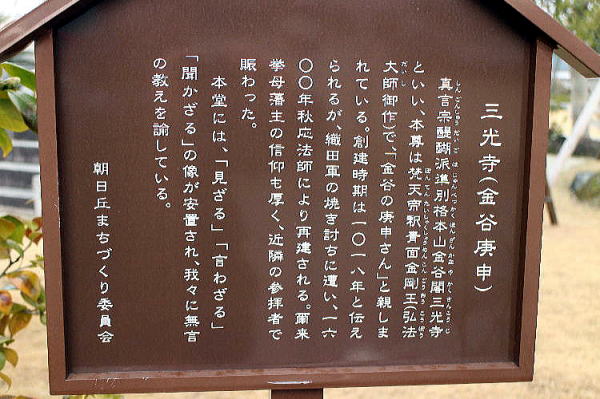 三光寺(金谷庚申)
真言宗醍醐派準別格本山金谷閣三光寺
といい、本尊は梵天帝釈青面金剛王(弘法
大師御作)で、「金谷の庚申さん」と親しま
れている。創建時期は一〇一八年と伝え
られるが、織田軍の焼き討ちに遭い、一六
〇〇年秋応法師により再建される。爾来
挙母藩主の信仰も厚く、近隣の参拝者で
賑わった。
本堂には、「見ざる」「言わざる」
「聞かざる」の像が安置され、我々に無言
の教えを諭している。
朝日丘まちづくり委員会